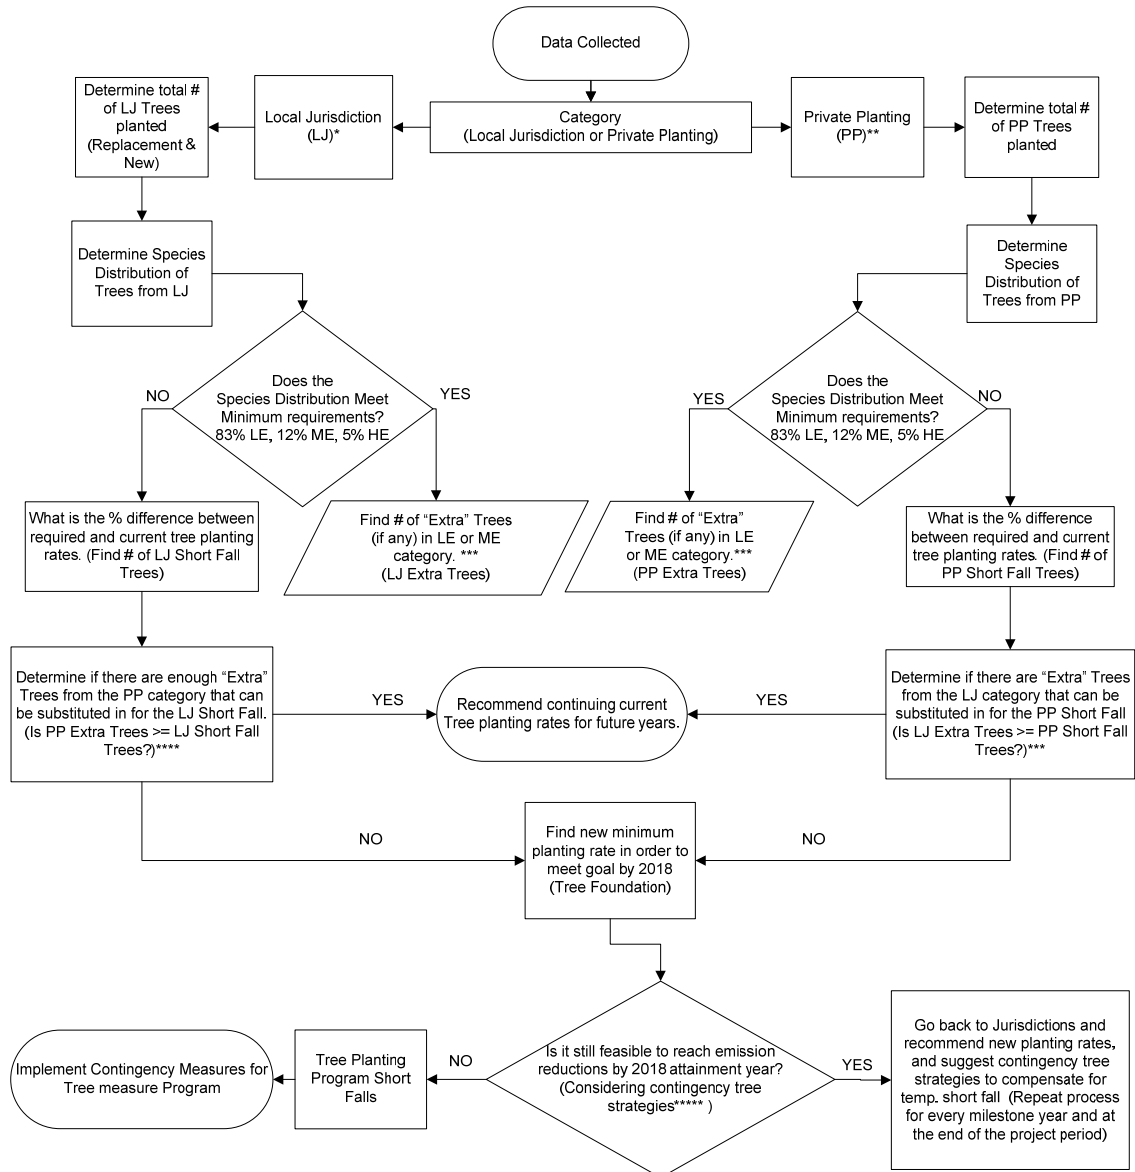 Data Collected
Determine total #
of LJ Trees
planted
(Replacement &
New)
Local Jurisdiction
(LJ)*
Category
(Local Jurisdiction or Private Planting)
Private Planting
(PP)**
Determine total #
of PP Trees
planted
Determine Species
Distribution of
Trees from LJ
Determine
Species
Distribution of
Trees from PP
NO
Does the
Species Distribution Meet
Minimum requirements?
83% LE, 12% ME, 5% HE
YES
YES
Does the
Species Distribution Meet
Minimum requirements?
83% LE, 12% ME, 5% HE
NO
What is the % difference between
required and current tree planting
rates. (Find # of LJ Short Fall
Trees)
Find # of “Extra” Trees
(if any) in LE or ME
category. ***
(LJ Extra Trees)
Find # of “Extra”
Trees (if any) in LE
or ME category.***
(PP Extra Trees)
What is the % difference
between required and current
tree planting rates. (Find # of
PP Short Fall Trees)
Determine if there are enough “Extra”
Trees from the PP category that can
be substituted in for the LJ Short Fall.
(Is PP Extra Trees >= LJ Short Fall
Trees?)****
YES
Recommend continuing current
Tree planting rates for future years.
YES
Determine if there are “Extra” Trees
from the LJ category that can be
substituted in for the PP Short Fall
(Is LJ Extra Trees >= PP Short Fall
Trees?)***
NO
Find new minimum
planting rate in order to
meet goal by 2018
(Tree Foundation)
NO
Implement Contingency Measures for
Tree measure Program
Tree Planting
Program Short
Falls
NO
Is it still feasible to reach emission
reductions by 2018 attainment year?
(Considering contingency tree
strategies***** )
YES
Go back to Jurisdictions and
recommend new planting rates,
and suggest contingency tree
strategies to compensate for
temp. short fall (Repeat process
for every milestone year and at
the end of the project period)